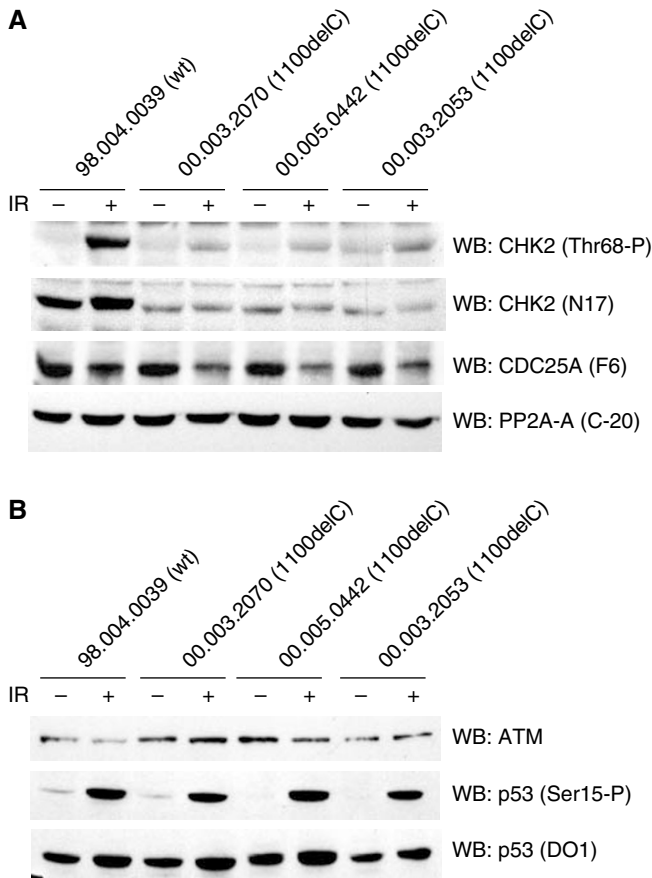 A
98.004.0039 (wt)
00.003.2070 (1100delC)
00.005.0442 (1100delC)
00.003.2053 (1100delC)
IR – + – + – + – +
WB: CHK2 (Thr68-P)
WB: CHK2 (N17)
WB: CDC25A (F6)
WB: PP2A-A (C-20)
B
98.004.0039 (wt)
00.003.2070 (1100delC)
00.005.0442 (1100delC)
00.003.2053 (1100delC)
IR – + – + – + – +
WB: ATM
WB: p53 (Ser15-P)
WB: p53 (DO1)